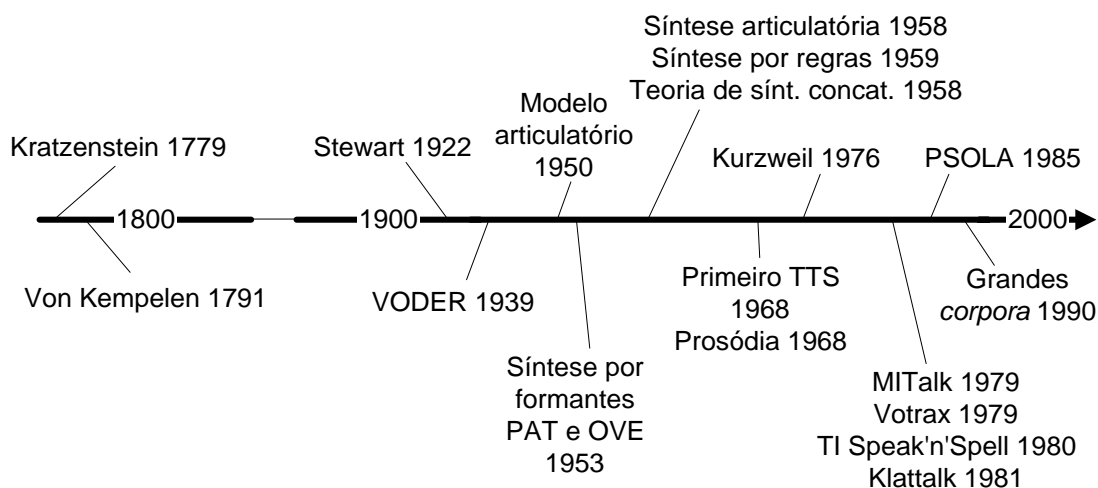 Síntese articulatória 1958
Síntese por regras 1959
Teoria de sínt. concat. 1958
Modelo
articulatório
1950
Kratzenstein 1779
Stewart 1922
Kurzweil 1976
PSOLA 1985
1800
1900
2000
Von Kempelen 1791
VODER 1939
Síntese por
formantes
PAT e OVE
1953
Primeiro TTS
1968
Prosódia 1968
Grandes
corpora 1990
MITalk 1979
Votrax 1979
TI Speak'n'Spell 1980
Klattalk 1981